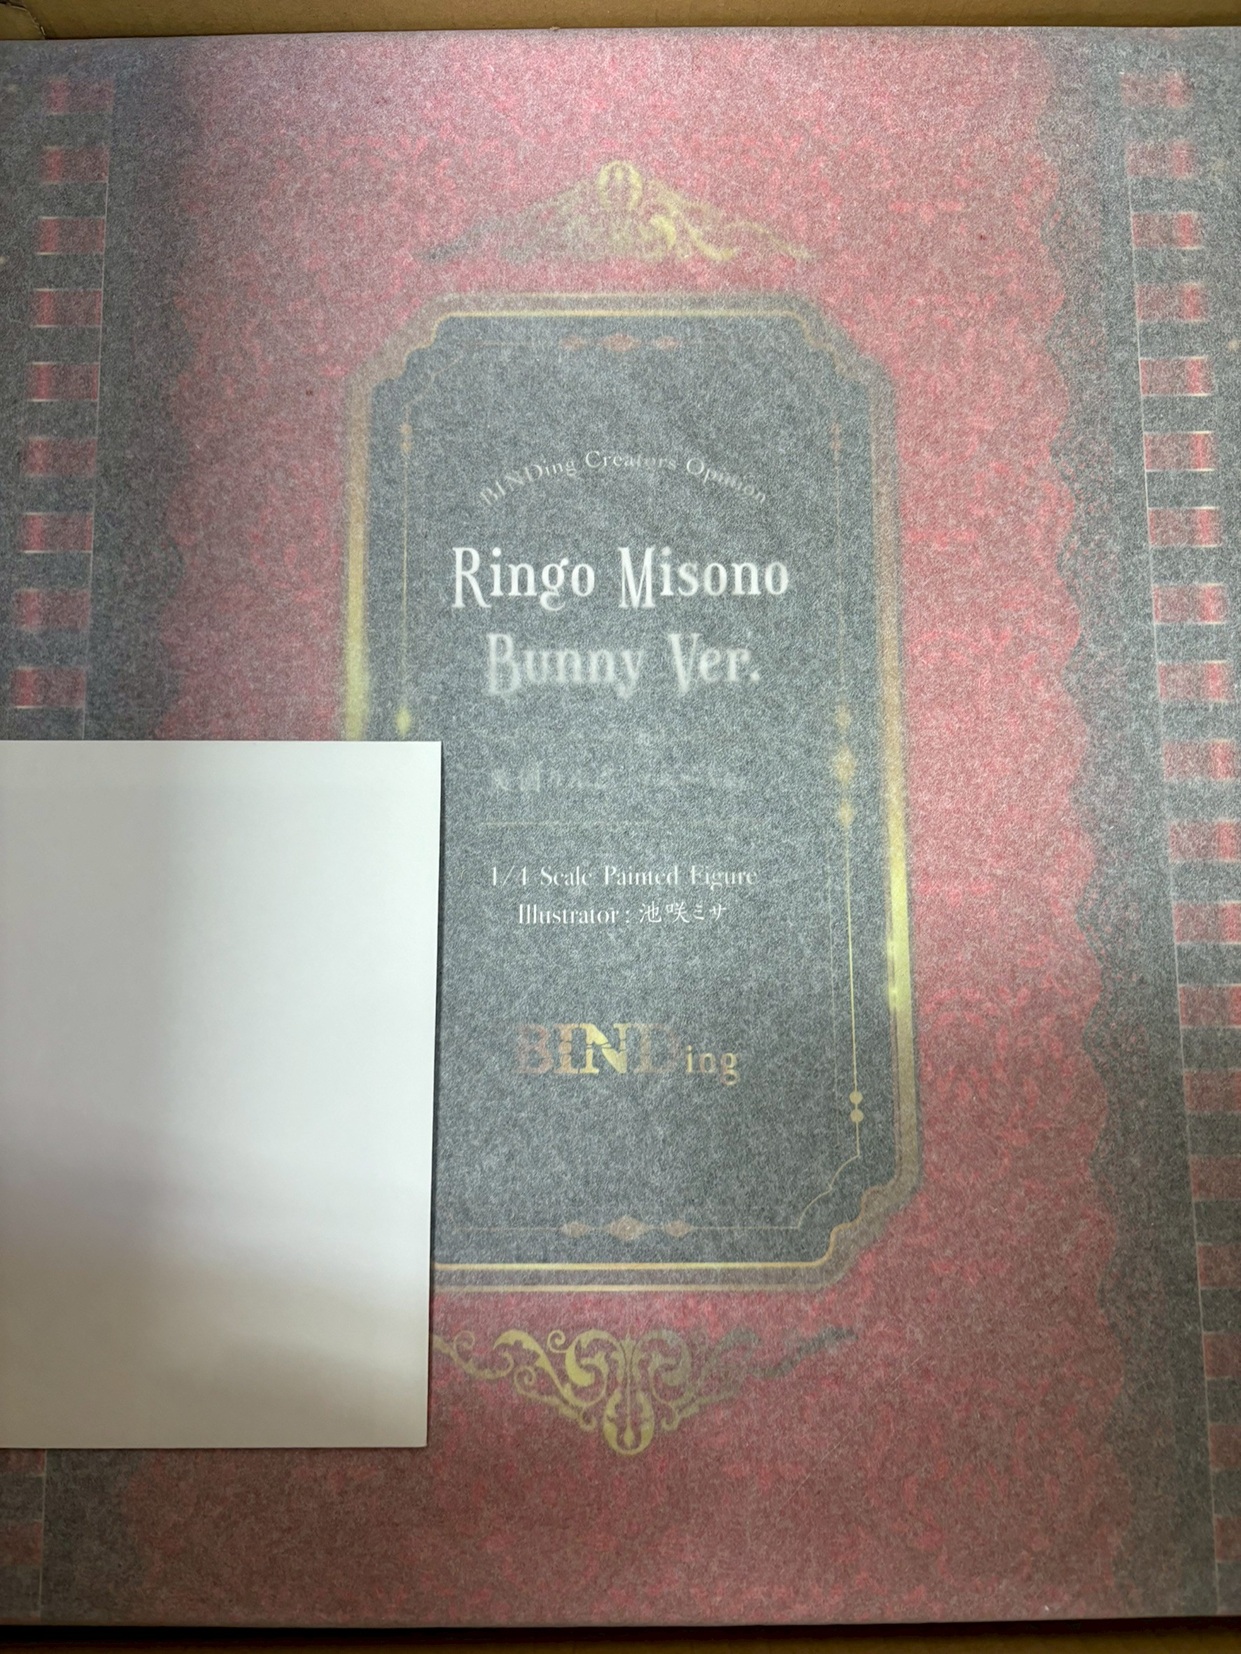 BINDing Creators Opinion
Ringo Misono
Bunny Ver.
1/4 Scale Painted Figure
Illustrator : 池咲ミサ
BINDing